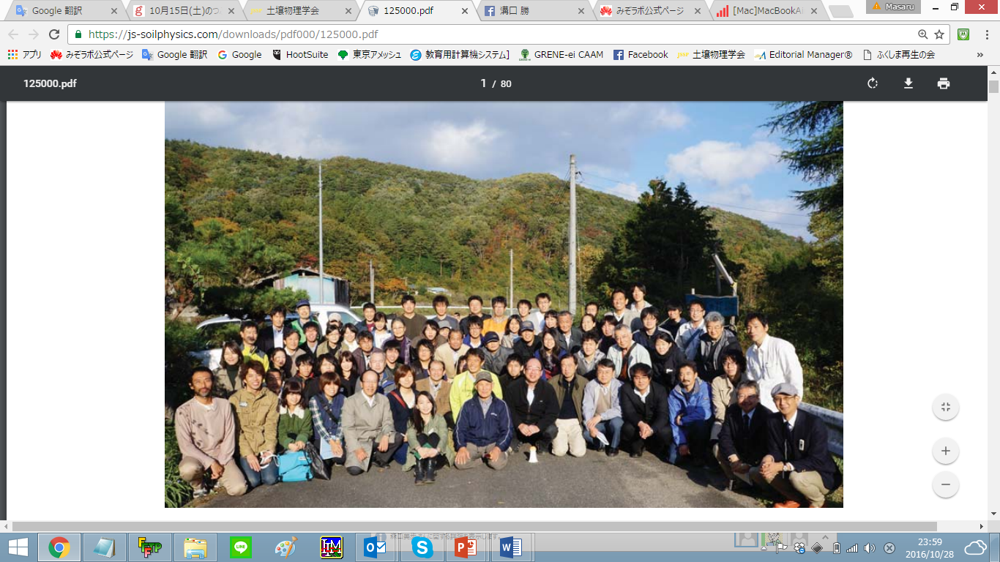 Google 翻訳
10月15日(土)のつ
土壌物理学会
125000.pdf
溝口 勝
みぞラボ公式ページ
[Mac]MacBookA
Masaru
https://js-soilphysics.com/downloads/pdf000/125000.pdf
アプリ
みぞラボ公式ページ
Google 翻訳
Google
HootSuite
東京アメッシュ
教育用計算機システム]
GRENE-ei CAAM
Facebook
土壌物理学会
Editorial Manager®
ふくしま再生の会
»
125000.pdf
1 / 80
LINE
23:59
2016/10/28